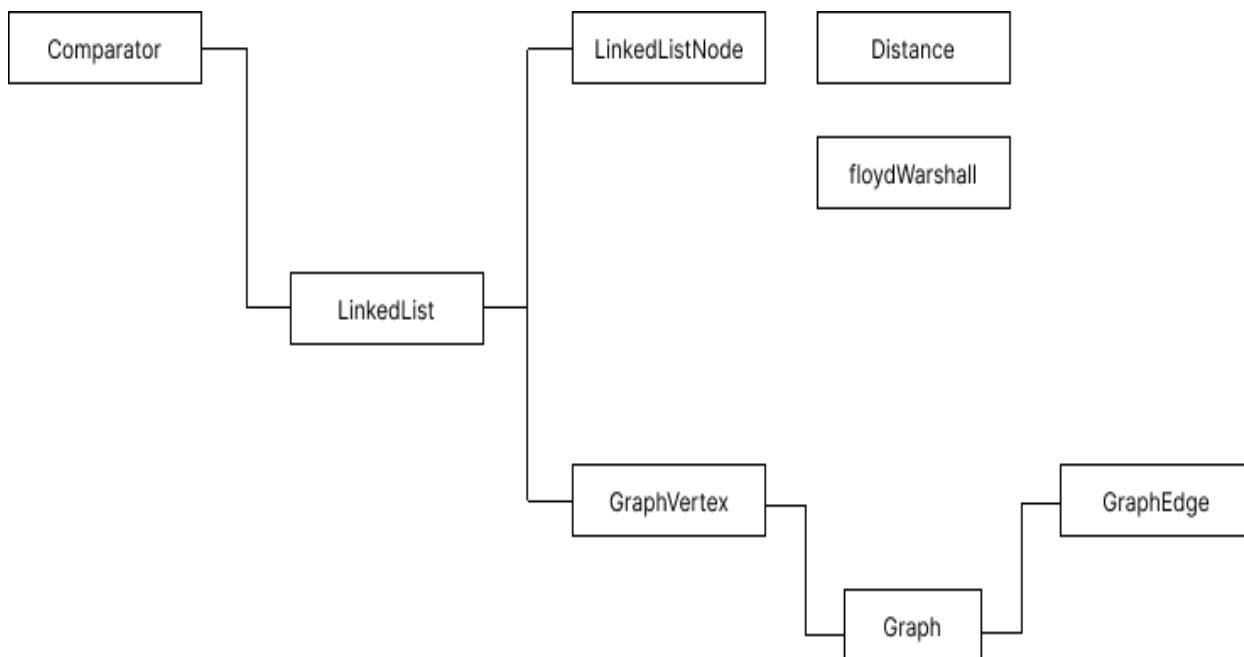 Comparator
LinkedListNode
Distance
floydWarshall
LinkedList
GraphVertex
GraphEdge
Graph